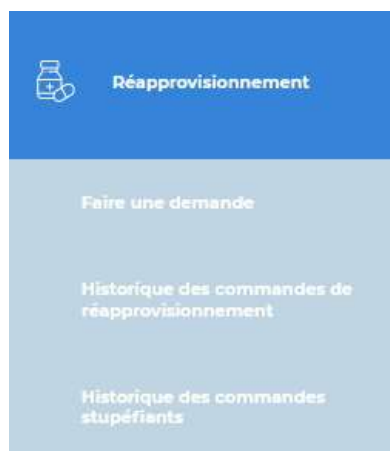 Réapprovisionnement
Faire une demande
Historique des commandes de
réapprovisionnement
Historique des commandes
stupéfiants